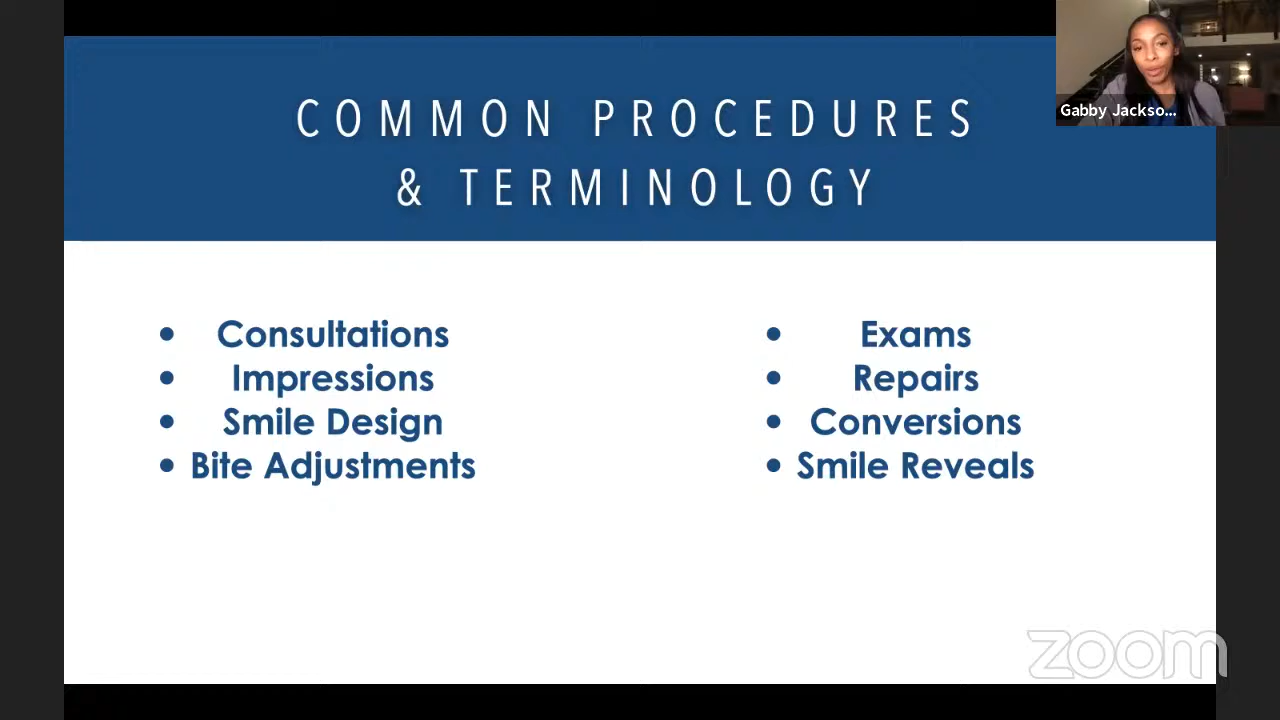 COMMON PROCEDURES
& TERMINOLOGY
Gabby Jackso...
• Consultations
• Impressions
• Smile Design
• Bite Adjustments
• Exams
• Repairs
• Conversions
• Smile Reveals
zoom